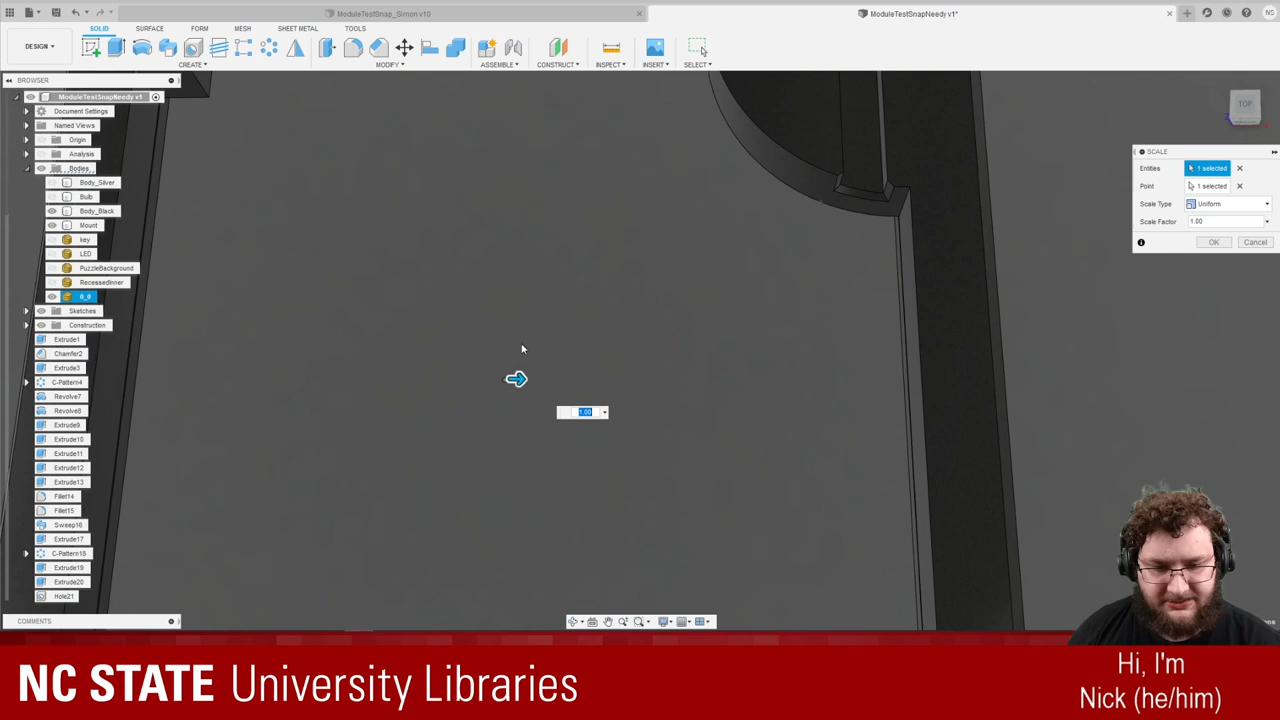 ModuleTestSnap_Simon v10
ModuleTestSnapNeedy v1*
NS
SOLID
SURFACE
FORM
MESH
SHEET METAL
TOOLS
DESIGN
CREATE
MODIFY
ASSEMBLE
CONSTRUCT
INSPECT
INSERT
SELECT
BROWSER
ModuleTestSnapNeedy v1
Document Settings
Named Views
Origin
Analysis
Bodies
Body_Silver
Bulb
Body_Black
Mount
key
LED
PuzzleBackground
RecessedInner
0_0
Sketches
Construction
Extrude1
Chamfer2
Extrude3
C-Pattern4
Revolve7
Revolve8
Extrude9
Extrude10
Extrude11
Extrude12
Extrude13
Fillet14
Fillet15
Sweep16
Extrude17
C-Pattern18
Extrude19
Extrude20
Hole21
COMMENTS
TOP
SCALE
Entities 1 selected
Point 1 selected
Scale Type Uniform
Scale Factor 1.00
OK Cancel
1.00
NC STATE University Libraries
Hi, I'm
Nick (he/him)